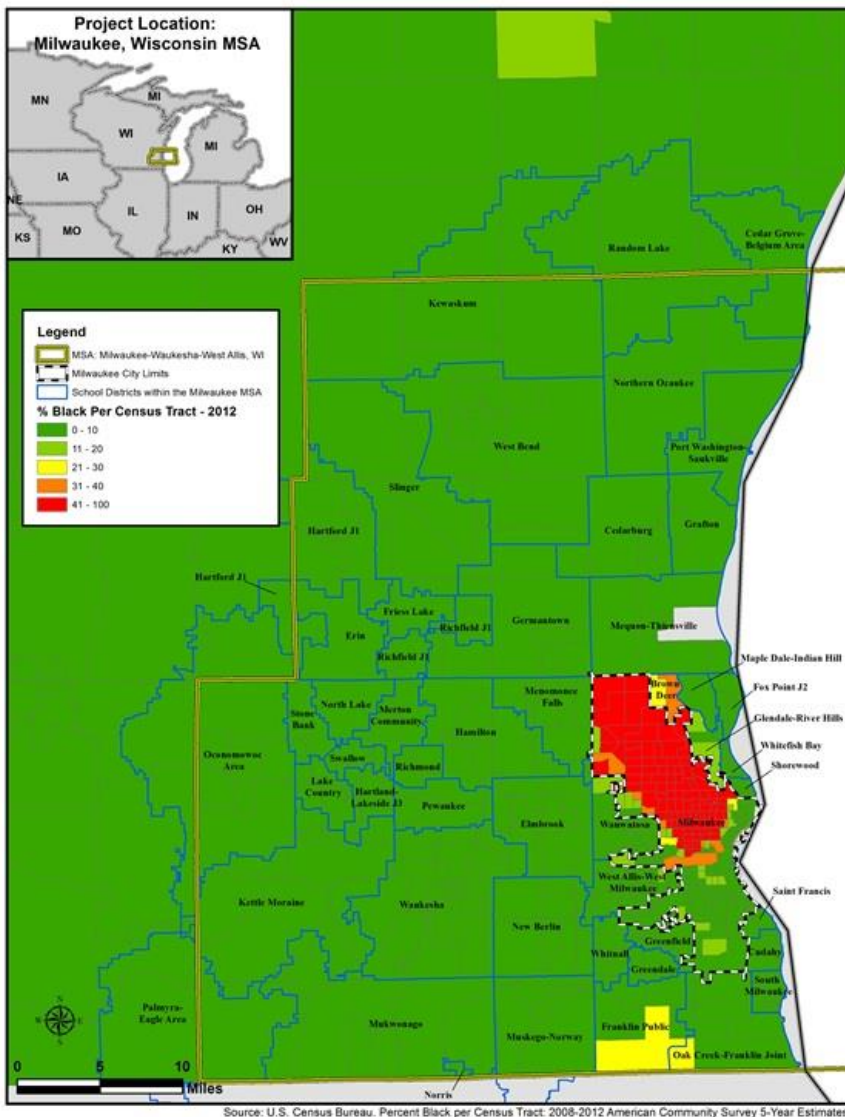 Project Location:
Milwaukee, Wisconsin MSA
MN
MI
WI
MI
IA
NE
IL
IN
OH
KS
MO
KY
WV
Legend
MSA: Milwaukee-Waukesha-West Allis, WI
Milwaukee City Limits
School Districts within the Milwaukee MSA
% Black Per Census Tract - 2012
0 - 10
11 - 20
21 - 30
31 - 40
41 - 100
Random Lake
Cedar Grove-
Belgium Area
Kewaskum
Northern Ozaukee
West Bend
Port Washington-
Saukville
Slinger
Hartford J1
Cedarburg
Grafton
Hartford J1
Friess Lake
Erin
Richfield J1
Germantown
Mequon-Thiensville
Richfield J1
Maple Dale-Indian Hill
Brown
Deer
Fox Point J2
Menomonee
Falls
North Lake
Merton
Community
Stone
Bank
Glendale-River Hills
Hamilton
Whitefish Bay
Oconomowoc
Area
Swallow
Richmond
Shorewood
Lake
Country
Hartland-
Lakeside J3
Pewaukee
Elmbrook
Wauwatosa
Milwaukee
West Allis-West
Milwaukee
Saint Francis
Kettle Moraine
Waukesha
New Berlin
Greenfield
Whitnall
Cudahy
Greendale
South
Milwaukee
Palmyra-
Eagle Area
Mukwonago
Muskego-Norway
Franklin Public
Oak Creek-Franklin Joint
Norris
N
W
E
S
0
5
10
Miles
Source: U.S. Census Bureau. Percent Black per Census Tract: 2008-2012 American Community Survey 5-Year Estimates